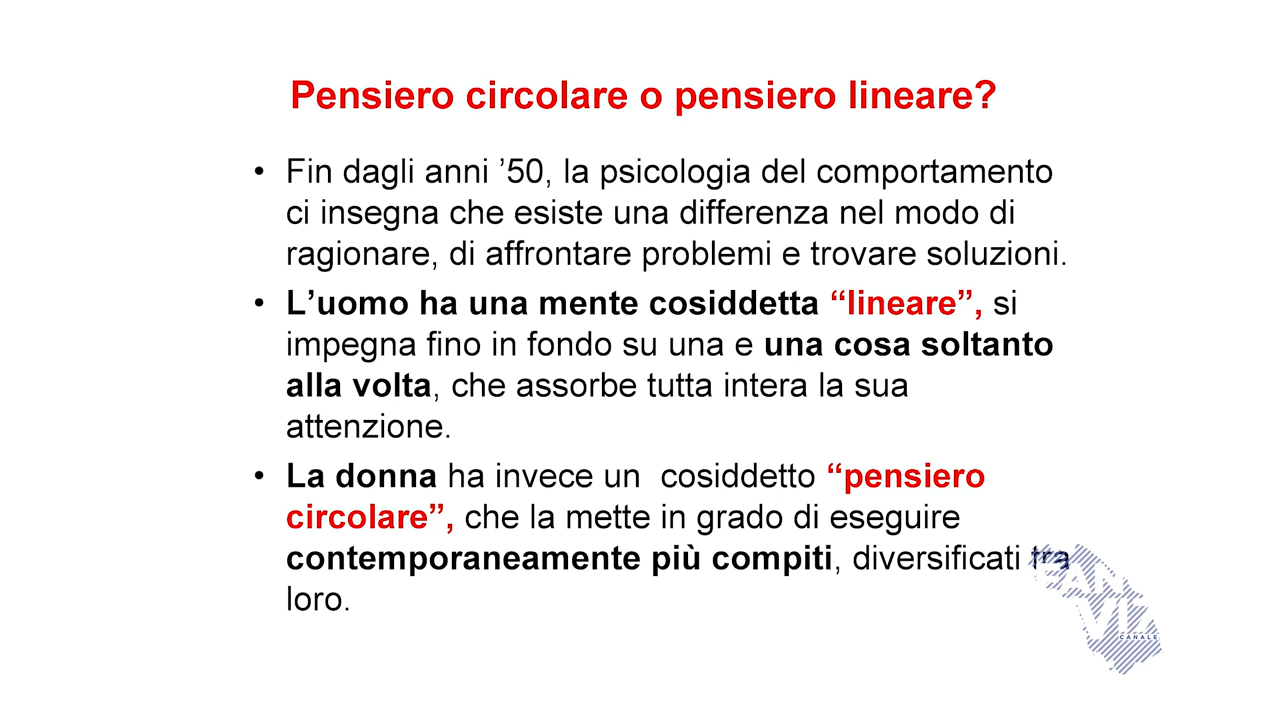 Pensiero circolare o pensiero lineare?
• Fin dagli anni ’50, la psicologia del comportamento
ci insegna che esiste una differenza nel modo di
ragionare, di affrontare problemi e trovare soluzioni.
• L’uomo ha una mente cosiddetta “lineare”, si
impegna fino in fondo su una e una cosa soltanto
alla volta, che assorbe tutta intera la sua
attenzione.
• La donna ha invece un cosiddetto “pensiero
circolare”, che la mette in grado di eseguire
contemporaneamente più compiti, diversificati tra
loro.
CANALE